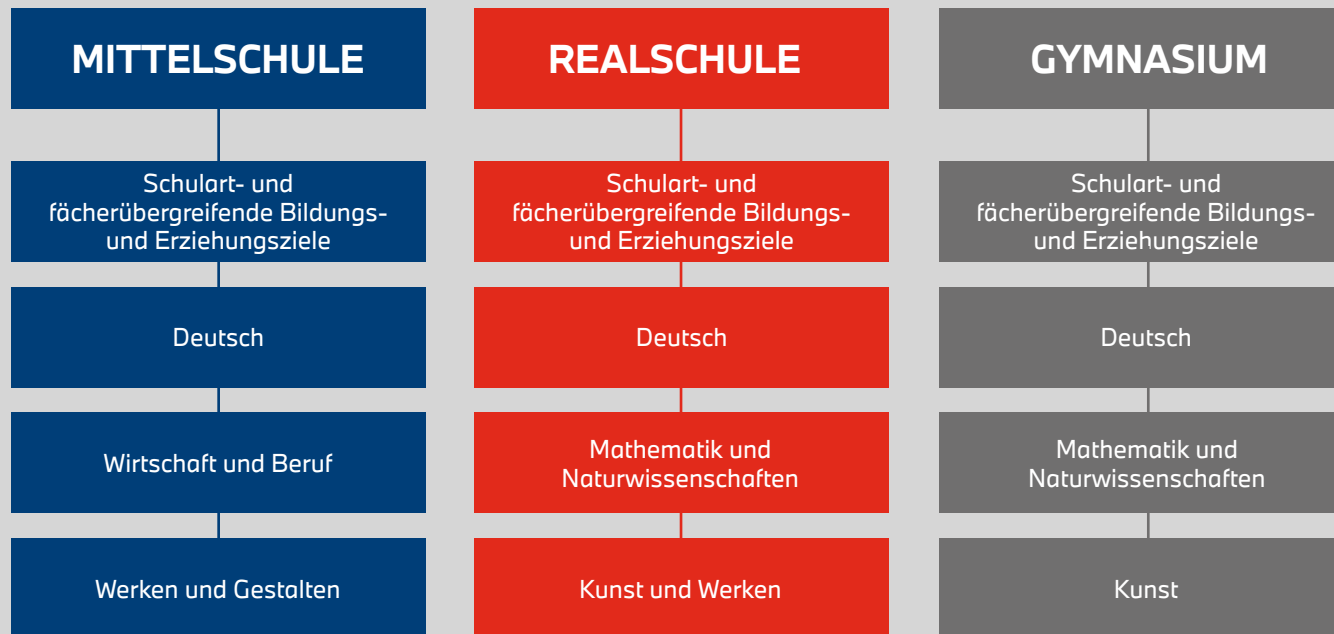 MITTELSCHULE
Schulart- und
fächerübergreifende Bildungs-
und Erziehungsziele
Deutsch
Wirtschaft und Beruf
Werken und Gestalten
REALSCHULE
Schulart- und
fächerübergreifende Bildungs-
und Erziehungsziele
Deutsch
Mathematik und
Naturwissenschaften
Kunst und Werken
GYMNASIUM
Schulart- und
fächerübergreifende Bildungs-
und Erziehungsziele
Deutsch
Mathematik und
Naturwissenschaften
Kunst